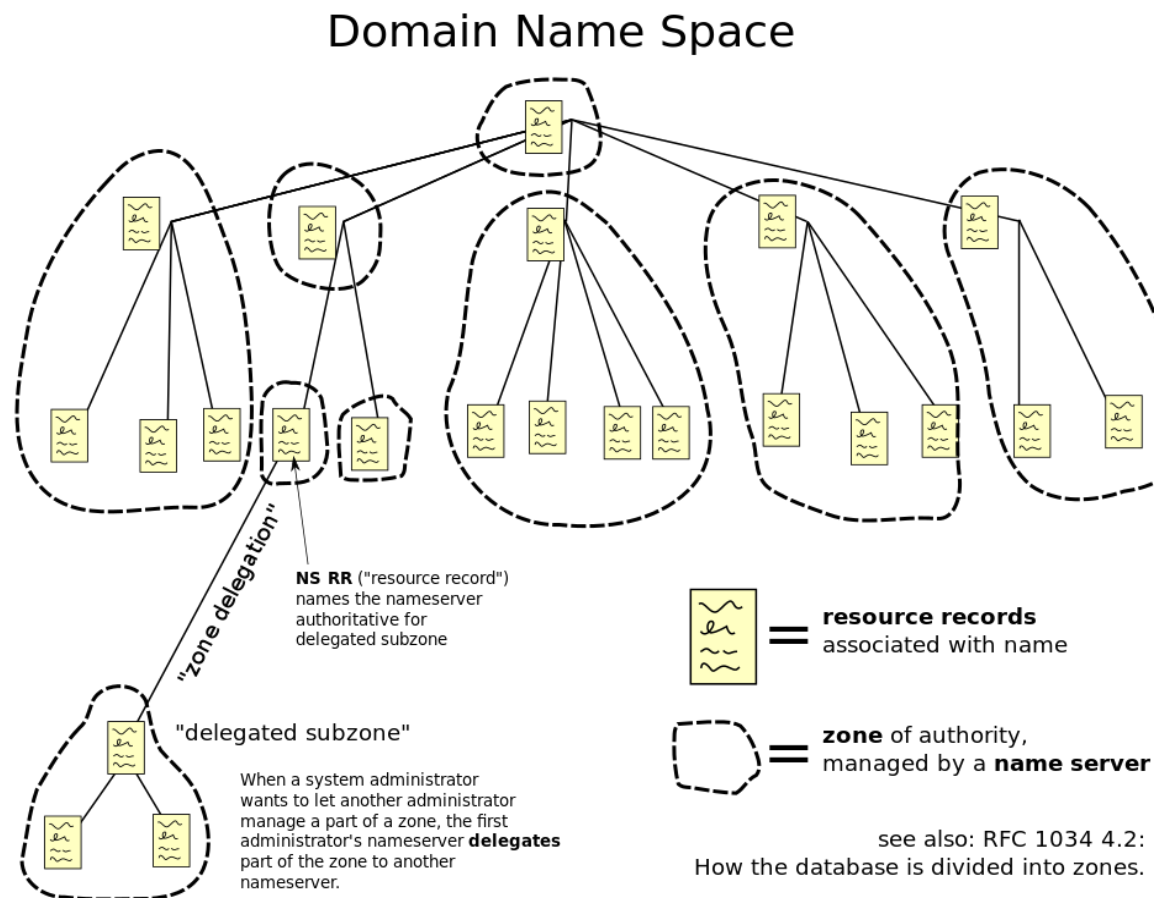 Domain Name Space
"zone delegation"
NS RR ("resource record")
names the nameserver
authoritative for
delegated subzone
resource records
associated with name
"delegated subzone"
zone of authority,
managed by a name server
When a system administrator
wants to let another administrator
manage a part of a zone, the first
administrator's nameserver delegates
part of the zone to another
nameserver.
see also: RFC 1034 4.2:
How the database is divided into zones.